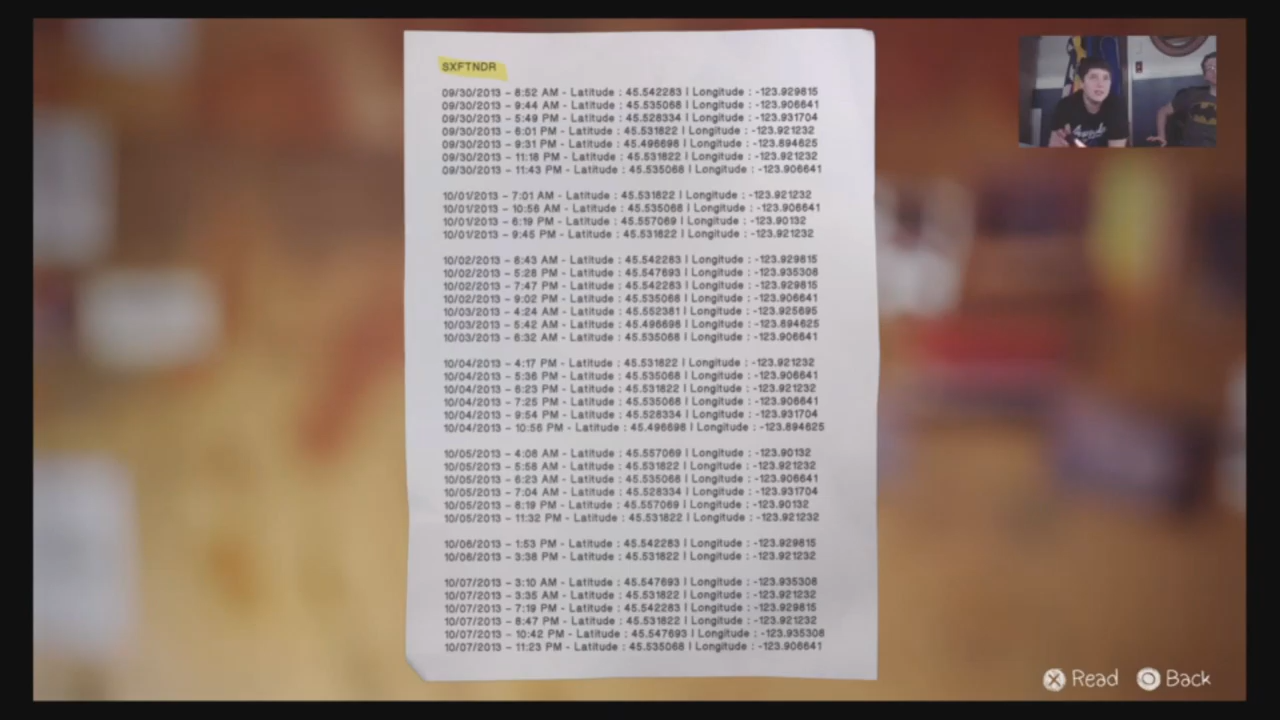 SXFTNDR
09/30/2013 – 8:52 AM - Latitude : 45.542283 | Longitude : -123.929815
09/30/2013 – 9:44 AM - Latitude : 45.535068 | Longitude : -123.906641
09/30/2013 – 5:49 PM - Latitude : 45.528334 | Longitude : -123.931704
09/30/2013 – 6:01 PM - Latitude : 45.531822 | Longitude : -123.921232
09/30/2013 – 9:31 PM - Latitude : 45.496698 | Longitude : -123.894625
09/30/2013 – 11:18 PM - Latitude : 45.531822 | Longitude : -123.921232
09/30/2013 – 11:43 PM - Latitude : 45.535068 | Longitude : -123.906641
10/01/2013 – 7:01 AM - Latitude : 45.531822 | Longitude : -123.921232
10/01/2013 – 10:56 AM - Latitude : 45.535068 | Longitude : -123.906641
10/01/2013 – 6:19 PM - Latitude : 45.557069 | Longitude : -123.90132
10/01/2013 – 9:45 PM - Latitude : 45.531822 | Longitude : -123.921232
10/02/2013 – 6:43 AM - Latitude : 45.542283 | Longitude : -123.929815
10/02/2013 – 5:28 PM - Latitude : 45.547693 | Longitude : -123.935308
10/02/2013 – 7:47 PM - Latitude : 45.542283 | Longitude : -123.929815
10/02/2013 – 9:02 PM - Latitude : 45.535068 | Longitude : -123.906641
10/03/2013 – 4:24 AM - Latitude : 45.552381 | Longitude : -123.925695
10/03/2013 – 5:42 AM - Latitude : 45.496698 | Longitude : -123.894625
10/03/2013 – 6:32 AM - Latitude : 45.535068 | Longitude : -123.906641
10/04/2013 – 4:17 PM - Latitude : 45.531822 | Longitude : -123.921232
10/04/2013 – 5:36 PM - Latitude : 45.535068 | Longitude : -123.906641
10/04/2013 – 6:23 PM - Latitude : 45.531822 | Longitude : -123.921232
10/04/2013 – 7:25 PM - Latitude : 45.535068 | Longitude : -123.906641
10/04/2013 – 9:54 PM - Latitude : 45.528334 | Longitude : -123.931704
10/04/2013 – 10:56 PM - Latitude : 45.496698 | Longitude : -123.894625
10/05/2013 – 4:08 AM - Latitude : 45.557069 | Longitude : -123.90132
10/05/2013 – 5:58 AM - Latitude : 45.531822 | Longitude : -123.921232
10/05/2013 – 6:23 AM - Latitude : 45.535068 | Longitude : -123.906641
10/05/2013 – 7:04 AM - Latitude : 45.528334 | Longitude : -123.931704
10/05/2013 – 8:19 PM - Latitude : 45.557069 | Longitude : -123.90132
10/05/2013 – 11:32 PM - Latitude : 45.531822 | Longitude : -123.921232
10/06/2013 – 1:53 PM - Latitude : 45.542283 | Longitude : -123.929815
10/06/2013 – 3:38 PM - Latitude : 45.531822 | Longitude : -123.921232
10/07/2013 – 3:10 AM - Latitude : 45.547693 | Longitude : -123.935308
10/07/2013 – 3:35 AM - Latitude : 45.531822 | Longitude : -123.921232
10/07/2013 – 7:19 PM - Latitude : 45.542283 | Longitude : -123.929815
10/07/2013 – 8:47 PM - Latitude : 45.531822 | Longitude : -123.921232
10/07/2013 – 10:42 PM - Latitude : 45.547693 | Longitude : -123.935308
10/07/2013 – 11:23 PM - Latitude : 45.535068 | Longitude : -123.906641
Read
Back